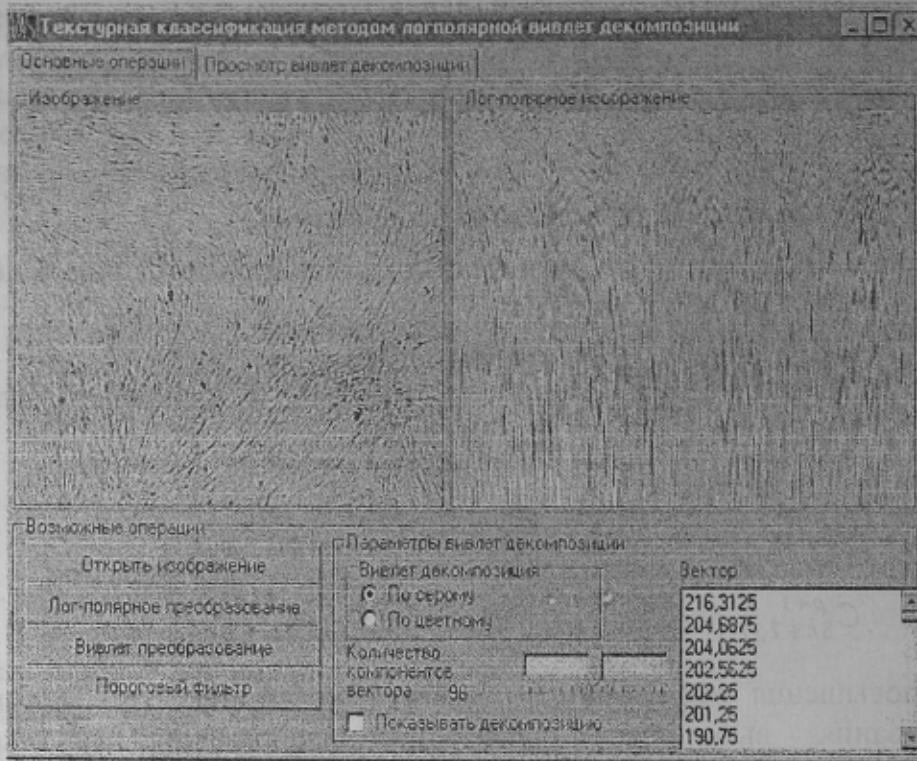 Текстурная классификация методом логполярной вивлет декомпозиции
Основные операции
Просмотр вивлет декомпозиции
Изображение
Лог-полярное изображение
Возможные операции
Открыть изображение
Лог-полярное преобразование
Вивлет преобразование
Пороговый фильтр
Параметры вивлет декомпозиции
Вивлет декомпозиция
По серому
По цветному
Количество
компонентов
вектора 96
Показывать декомпозицию
Вектор
216,3125
204,6875
204,0625
202,5625
202,25
201,25
190,75